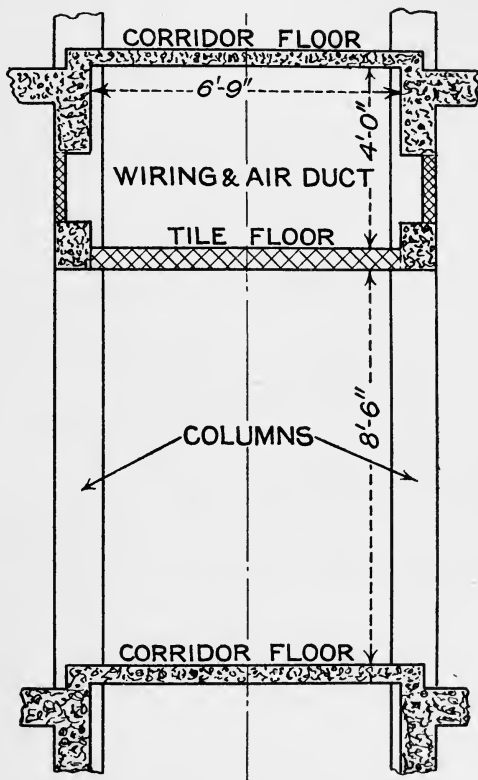 CORRIDOR FLOOR
6'-9"
4'-0"
WIRING & AIR DUCT
TILE FLOOR
8'-6"
COLUMNS
CORRIDOR FLOOR